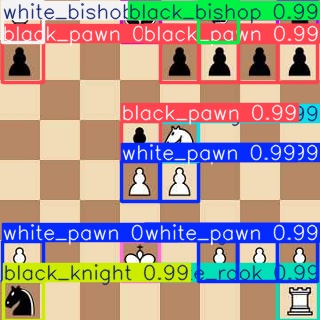 white_bishop black_bishop 0.99
black_pawn 0 black_pawn 0.99
black_pawn 0.99
white_pawn 0.99
white_pawn 0 white_pawn 0.99
black_knight 0.99 e_rook 0.99